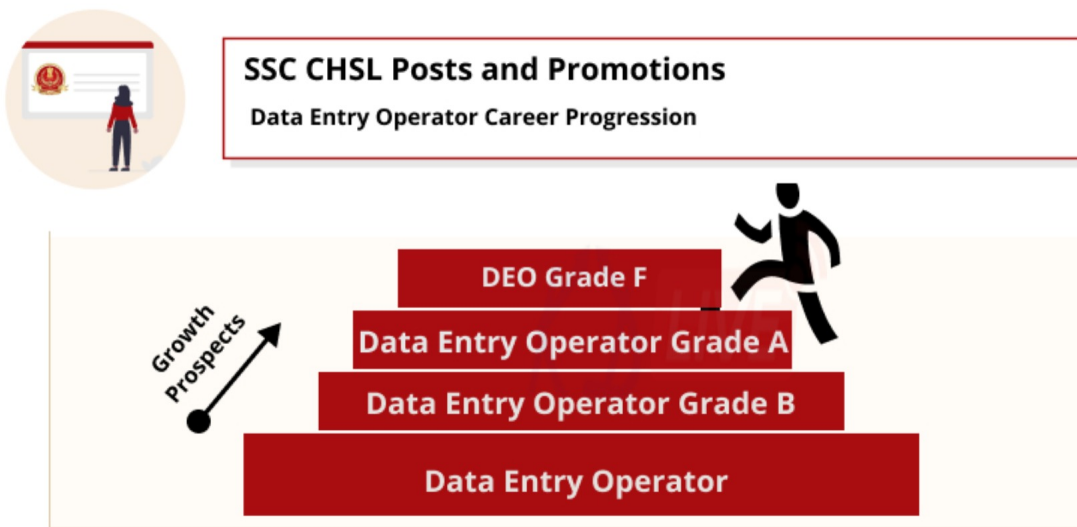 SSC CHSL Posts and Promotions
Data Entry Operator Career Progression
Growth
Prospects
DEO Grade F
Data Entry Operator Grade A
Data Entry Operator Grade B
Data Entry Operator
LIVE